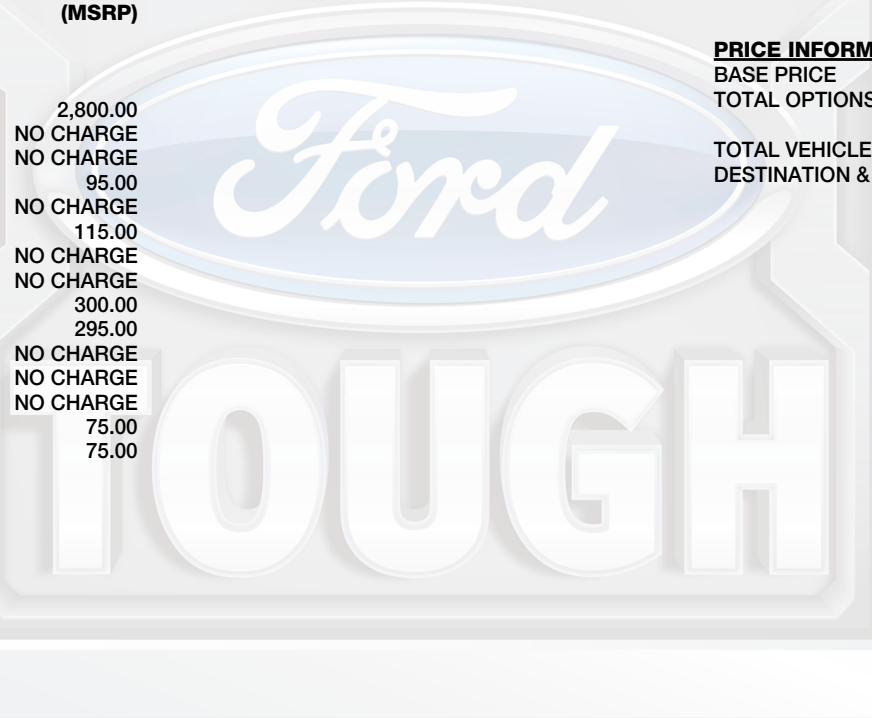 (MSRP)
2,800.00
NO CHARGE
NO CHARGE
95.00
NO CHARGE
115.00
NO CHARGE
NO CHARGE
300.00
295.00
NO CHARGE
NO CHARGE
NO CHARGE
75.00
75.00
PRICE INFORM
BASE PRICE
TOTAL OPTIONS
TOTAL VEHICLE
DESTINATION &
Ford
TOUGH